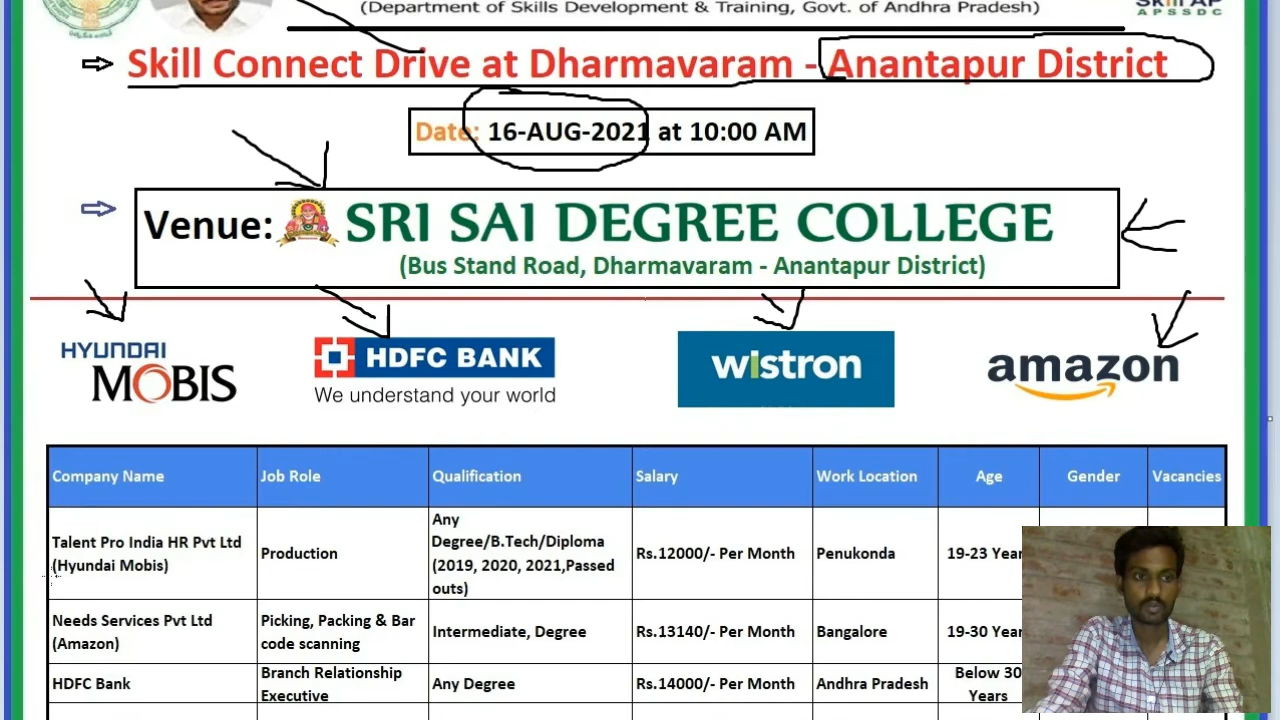 (Department of Skills Development & Training, Govt. of Andhra Pradesh)
APSSDC
Skill Connect Drive at Dharmavaram - Anantapur District
Date: 16-AUG-2021 at 10:00 AM
Venue: SRI SAI DEGREE COLLEGE
(Bus Stand Road, Dharmavaram - Anantapur District)
HYUNDAI
MOBIS
HDFC BANK
We understand your world
wistron
amazon
Company Name Job Role Qualification Salary Work Location Age Gender Vacancies
Talent Pro India HR Pvt Ltd
(Hyundai Mobis)
Production
Any
Degree/B.Tech/Diploma
(2019, 2020, 2021,Passed
outs)
Rs.12000/- Per Month
Penukonda
19-23 Year
Needs Services Pvt Ltd
(Amazon)
Picking, Packing & Bar
code scanning
Intermediate, Degree
Rs.13140/- Per Month
Bangalore
19-30 Year
HDFC Bank
Branch Relationship
Executive
Any Degree
Rs.14000/- Per Month
Andhra Pradesh
Below 30
Years